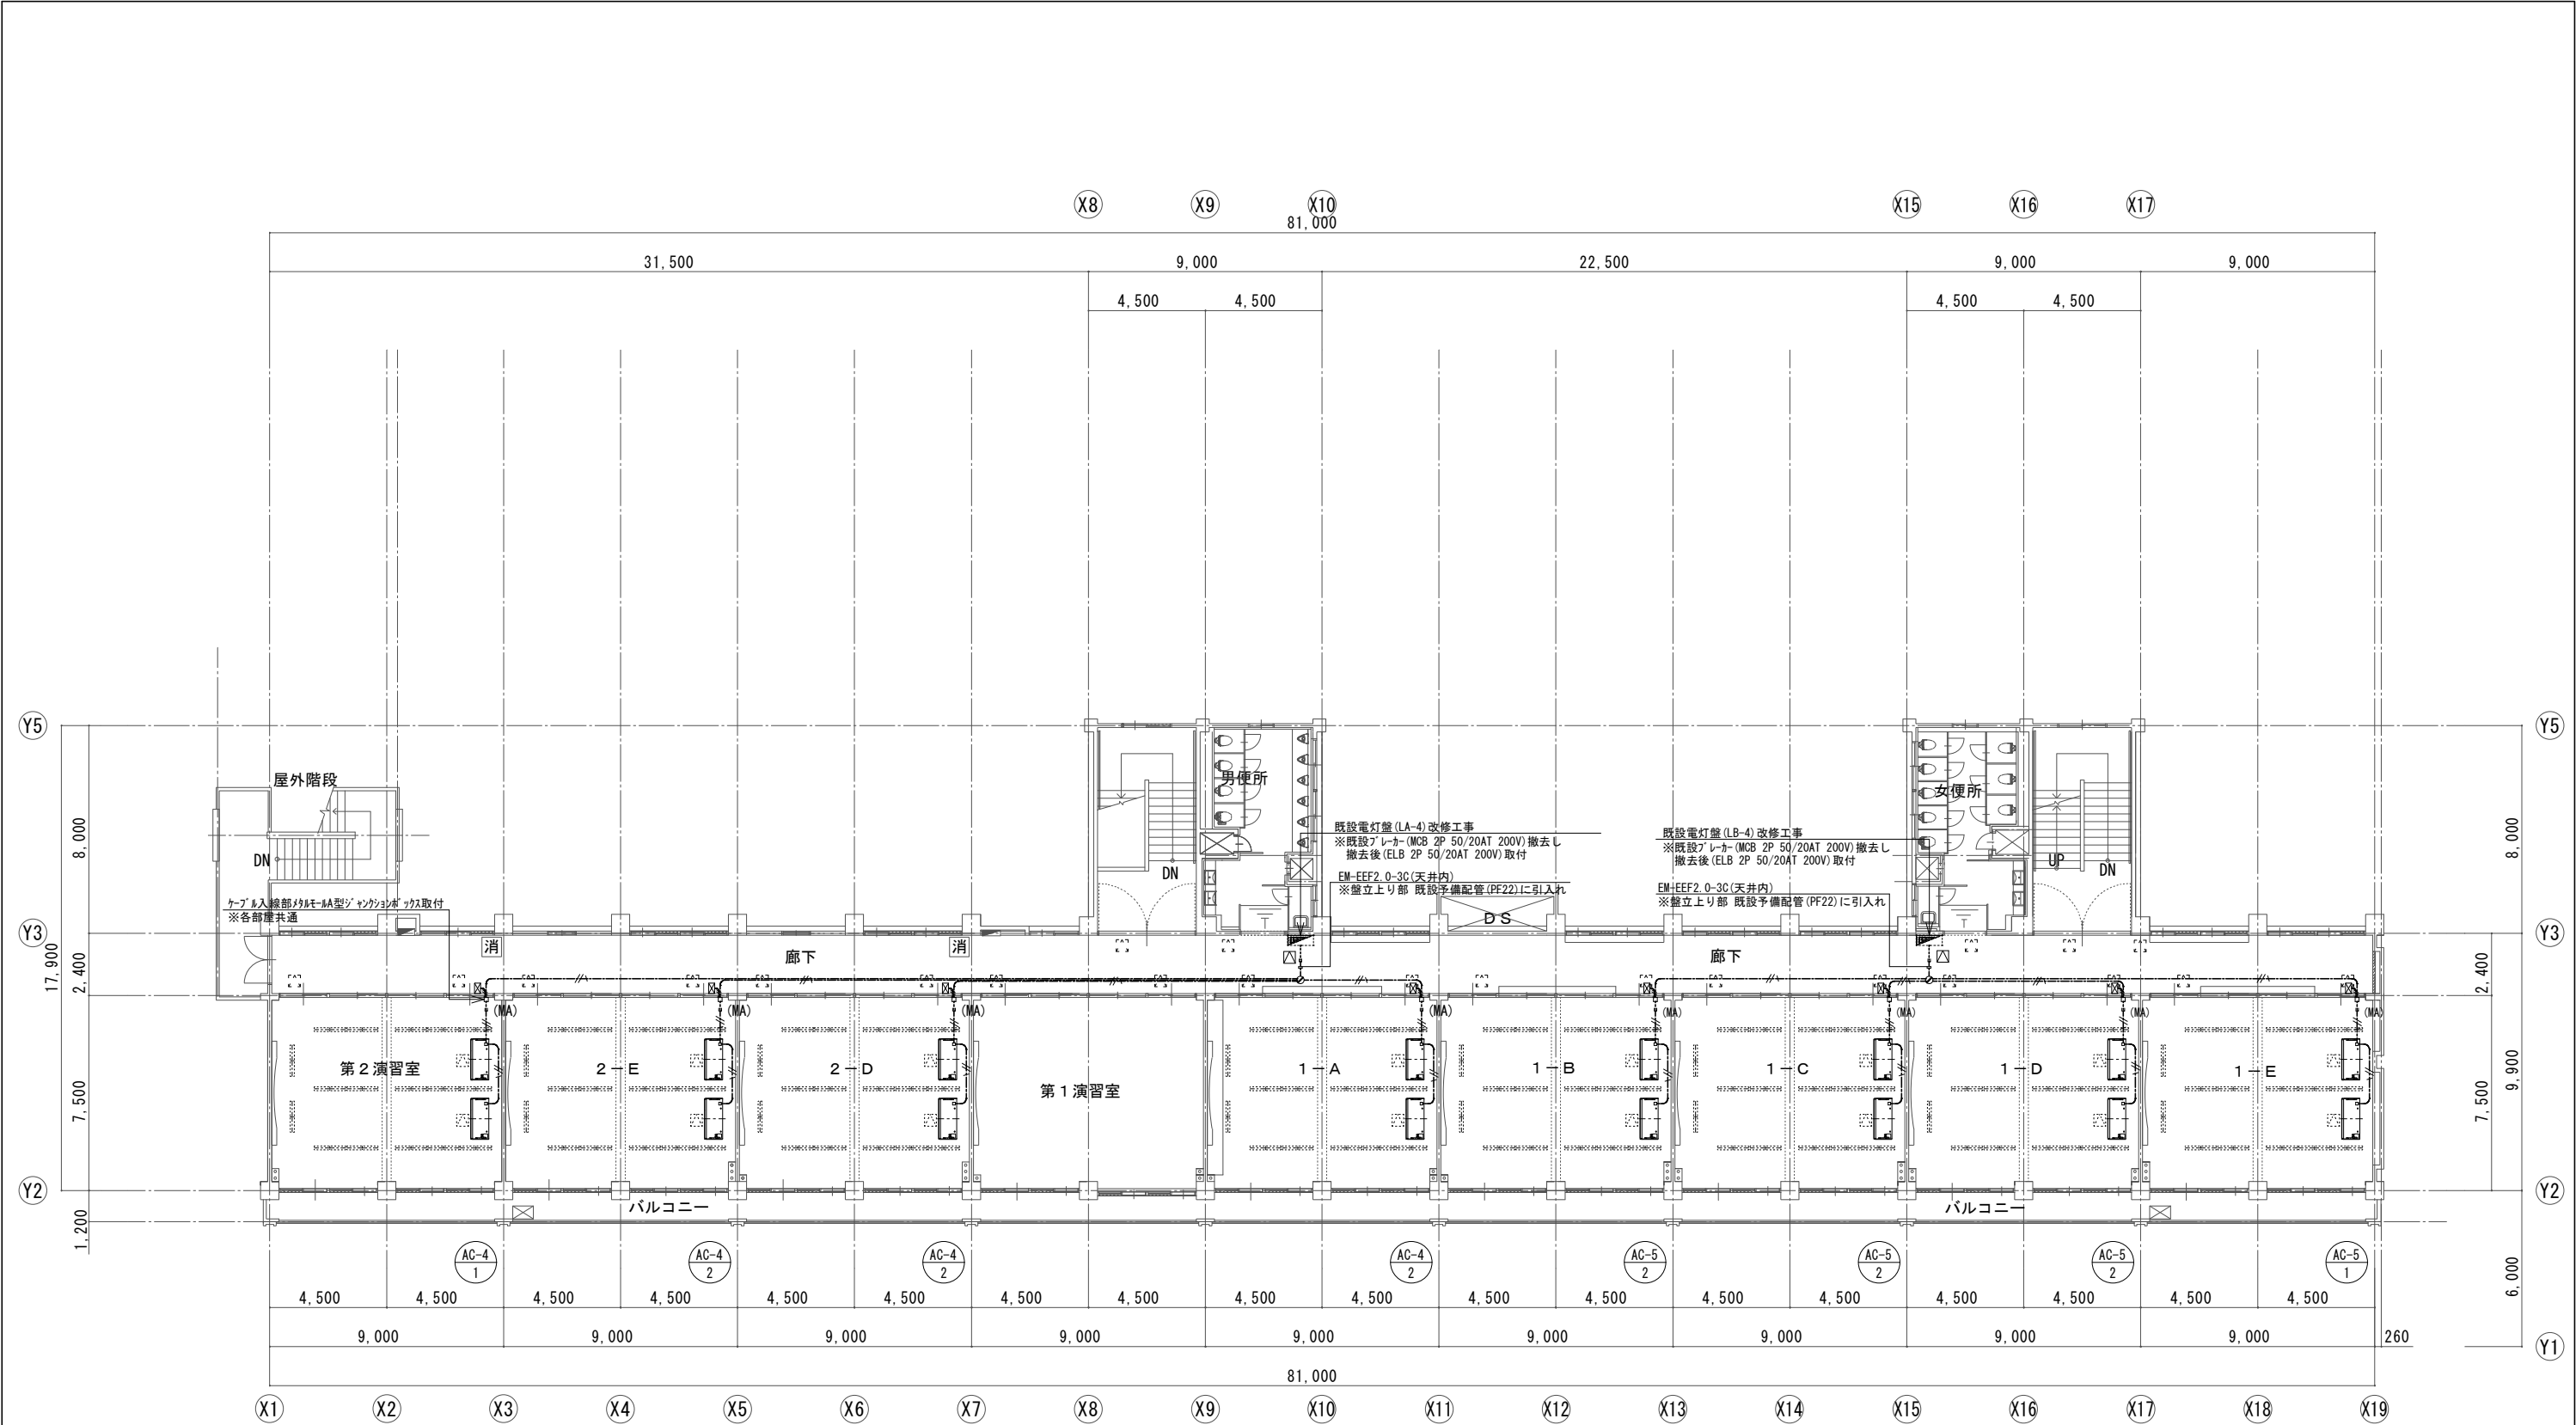 X8 X9 X10 X15 X16 X17
81,000
31,500 9,000 22,500 9,000 9,000
4,500 4,500 4,500 4,500
Y5 Y5
屋外階段 男便所 女便所
既設電灯盤(LA-4)改修工事
※既設ブレーカー(MCB 2P 50/20AT 200V)撤去し
撤去後(ELB 2P 50/20AT 200V)取付
EM-EEF2.0-3C(天井内)
※盤立上り部 既設予備配管(PF22)に引入れ
既設電灯盤(LB-4)改修工事
※既設ブレーカー(MCB 2P 50/20AT 200V)撤去し
撤去後(ELB 2P 50/20AT 200V)取付
EM-EEF2.0-3C(天井内)
※盤立上り部 既設予備配管(PF22)に引入れ
8,000 8,000
DN DN UP DN
ケーブル入線部メタルモールA型ジャンクションボックス取付
※各部屋共通
DS
Y3 Y3
消 消
廊下 廊下
17,900 2,400 2,400
(MA) (MA) (MA) (MA) (MA) (MA) (MA) (MA)
第2演習室 2-E 2-D 第1演習室 1-A 1-B 1-C 1-D 1-E
7,500 7,500 9,900
Y2 Y2
バルコニー バルコニー
1,200
AC-4 AC-4 AC-4 AC-4 AC-5 AC-5 AC-5 AC-5
1 2 2 2 2 2 2 1
6,000
4,500 4,500 4,500 4,500 4,500 4,500 4,500 4,500 4,500 4,500 4,500 4,500 4,500 4,500 4,500 4,500 4,500 4,500
9,000 9,000 9,000 9,000 9,000 9,000 9,000 9,000 9,000 260
Y1
81,000
X1 X2 X3 X4 X5 X6 X7 X8 X9 X10 X11 X12 X13 X14 X15 X16 X17 X18 X19